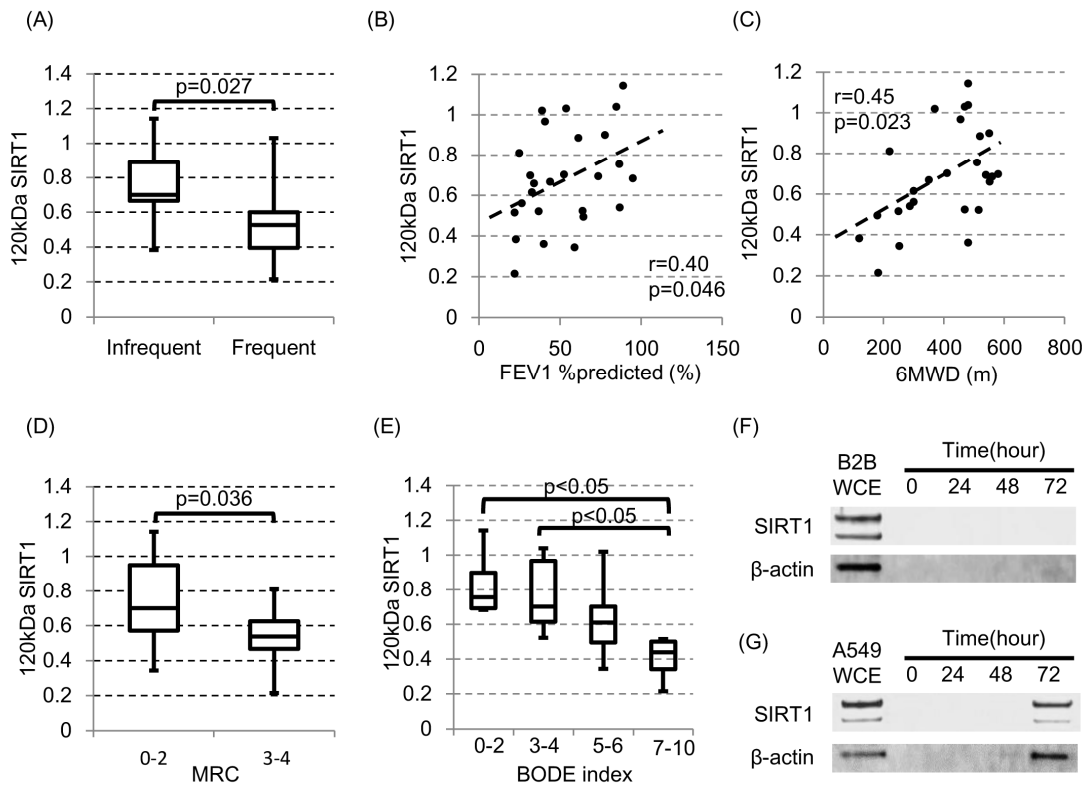 (A)
1.4
1.2
1
0.8
0.6
0.4
0.2
0
120kDa SIRT1
p=0.027
Infrequent Frequent
(B)
1.2
1
0.8
0.6
0.4
0.2
0
120kDa SIRT1
r=0.40
p=0.046
0 50 100 150
FEV1 %predicted (%)
(C)
1.2
1
0.8
0.6
0.4
0.2
0
120kDa SIRT1
r=0.45
p=0.023
0 200 400 600 800
6MWD (m)
(D)
1.4
1.2
1
0.8
0.6
0.4
0.2
0
120kDa SIRT1
p=0.036
0-2 3-4
MRC
(E)
1.4
1.2
1
0.8
0.6
0.4
0.2
0
120kDa SIRT1
p<0.05
p<0.05
0-2 3-4 5-6 7-10
BODE index
(F)
Time(hour)
B2B
WCE 0 24 48 72
SIRT1
β-actin
(G)
Time(hour)
A549
WCE 0 24 48 72
SIRT1
β-actin